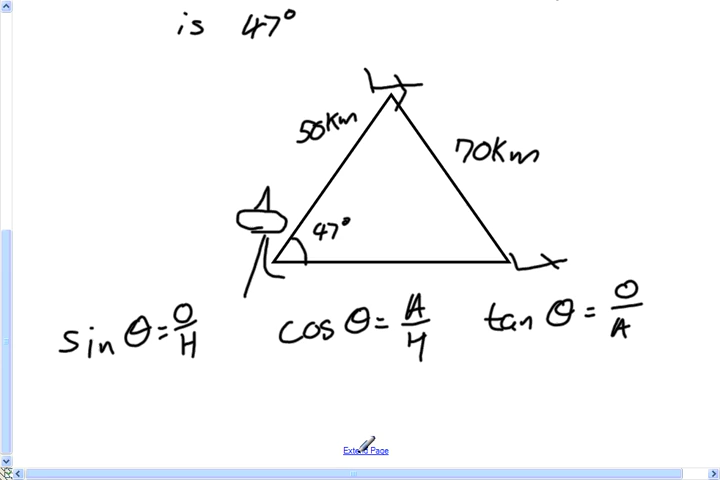 is 47°
50Km
70Km
47°
sin θ = O/H cos θ = A/H tan θ = O/A
Extend Page